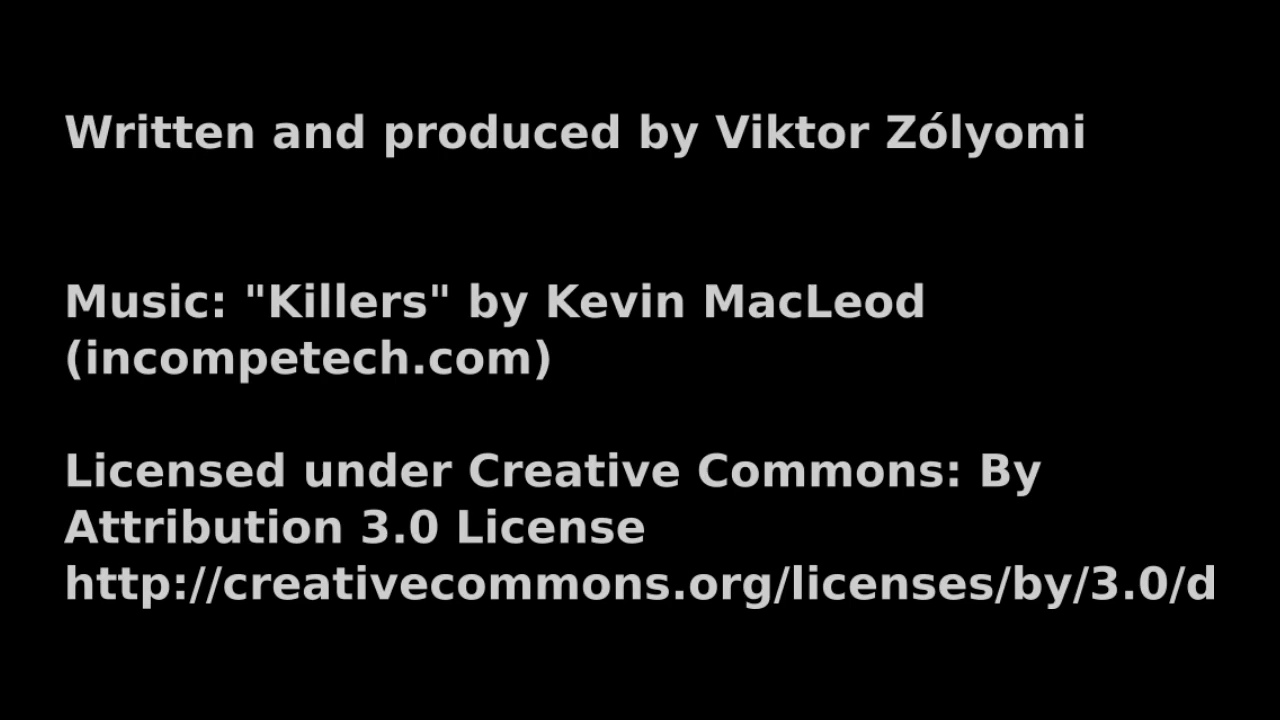 Written and produced by Viktor Zólyomi
Music: "Killers" by Kevin MacLeod
(incompetech.com)
Licensed under Creative Commons: By
Attribution 3.0 License
http://creativecommons.org/licenses/by/3.0/d